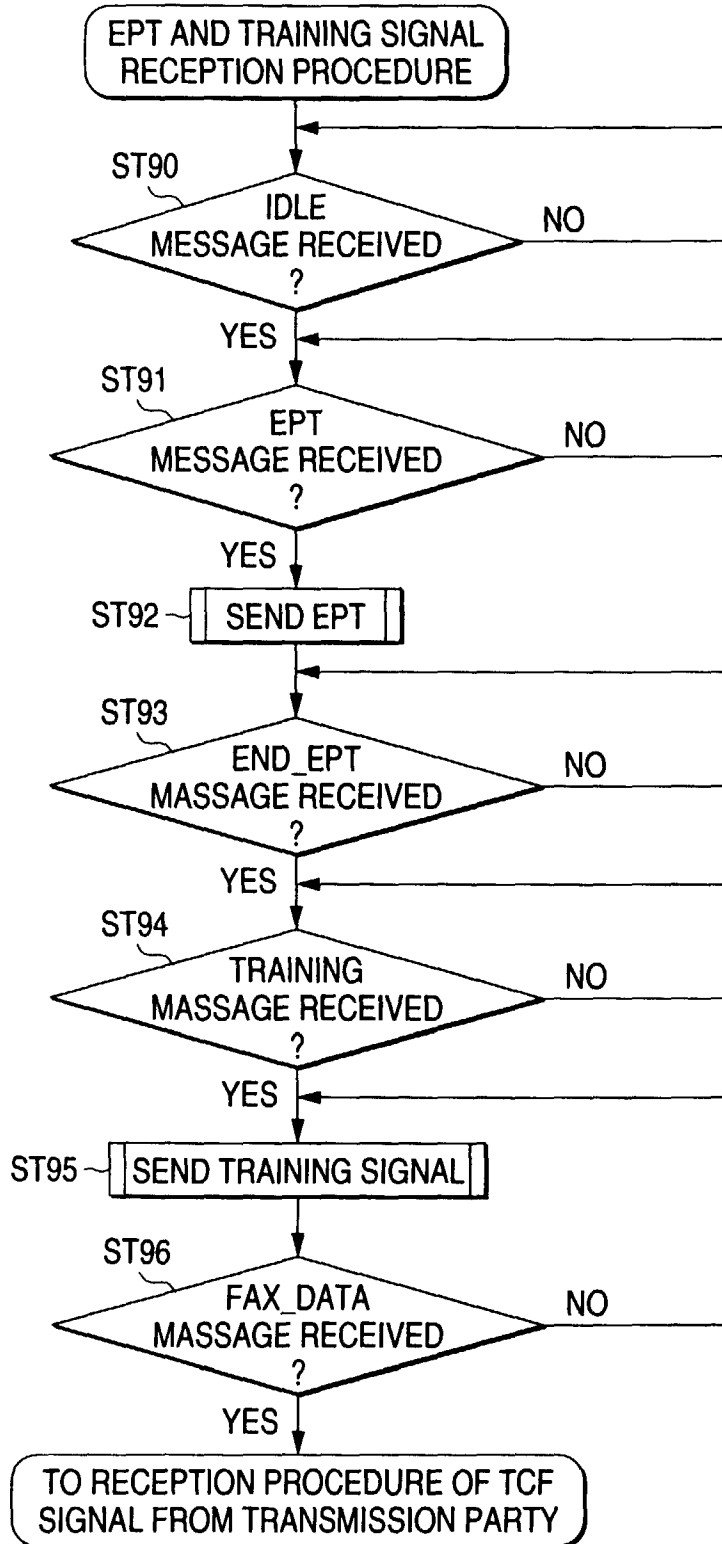 EPT AND TRAINING SIGNAL
RECEPTION PROCEDURE
ST90
IDLE
MESSAGE RECEIVED
?
NO
YES
ST91
EPT
MESSAGE RECEIVED
?
NO
YES
ST92
SEND EPT
ST93
END_EPT
MASSAGE RECEIVED
?
NO
YES
ST94
TRAINING
MASSAGE RECEIVED
?
NO
YES
ST95
SEND TRAINING SIGNAL
ST96
FAX_DATA
MASSAGE RECEIVED
?
NO
YES
TO RECEPTION PROCEDURE OF TCF
SIGNAL FROM TRANSMISSION PARTY